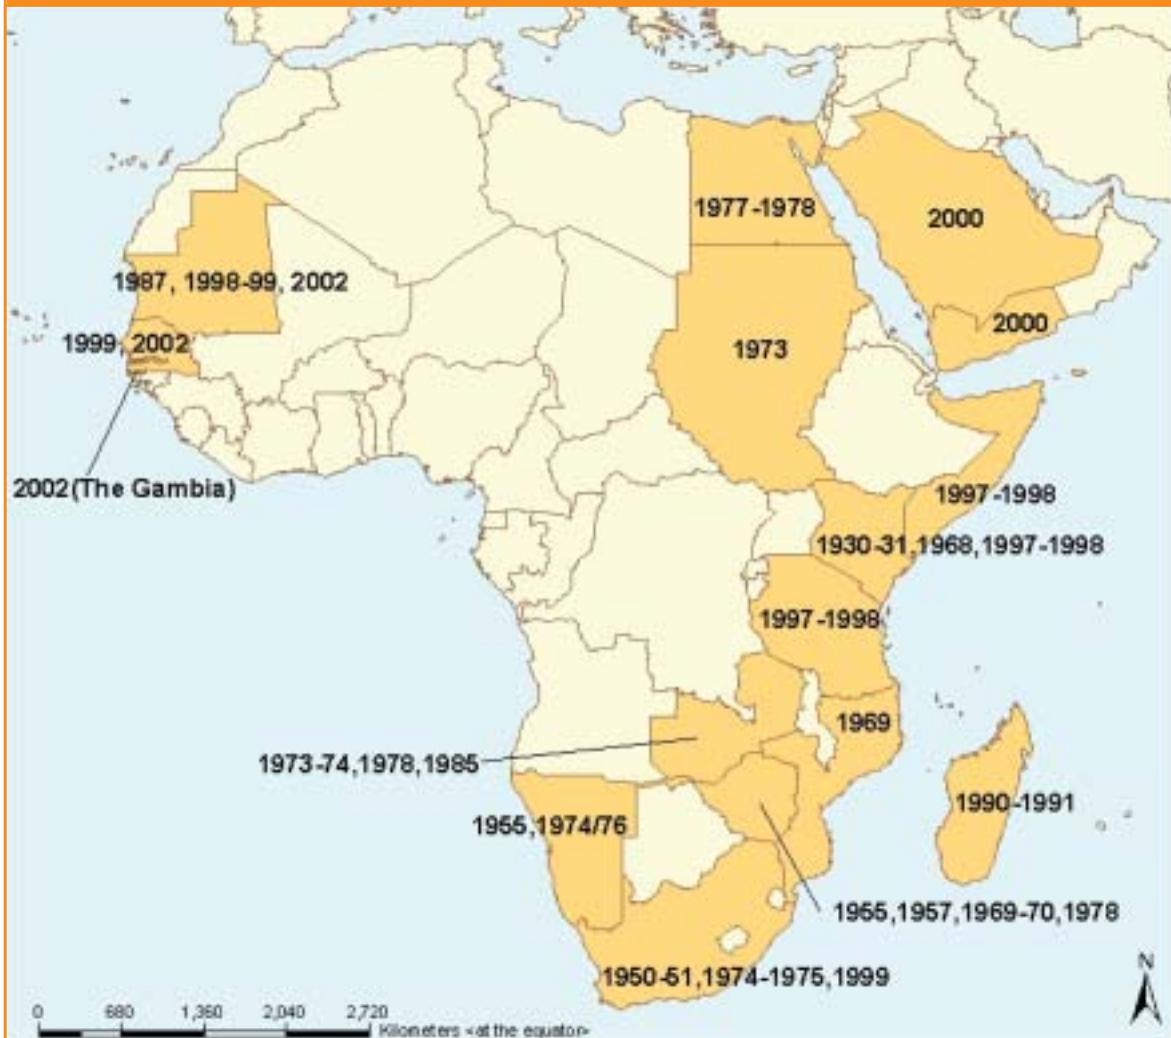 1977-1978
2000
1987, 1998-99, 2002
2000
1999, 2002
1973
2002(The Gambia)
1997-1998
1930-31,1968,1997-1998
1997-1998
1969
1973-74,1978,1985
1990-1991
1955,1974/76
1955,1957,1969-70,1978
1950-51,1974-1975,1999
N
0 680 1,360 2,040 2,720
Kilometers <at the equator>